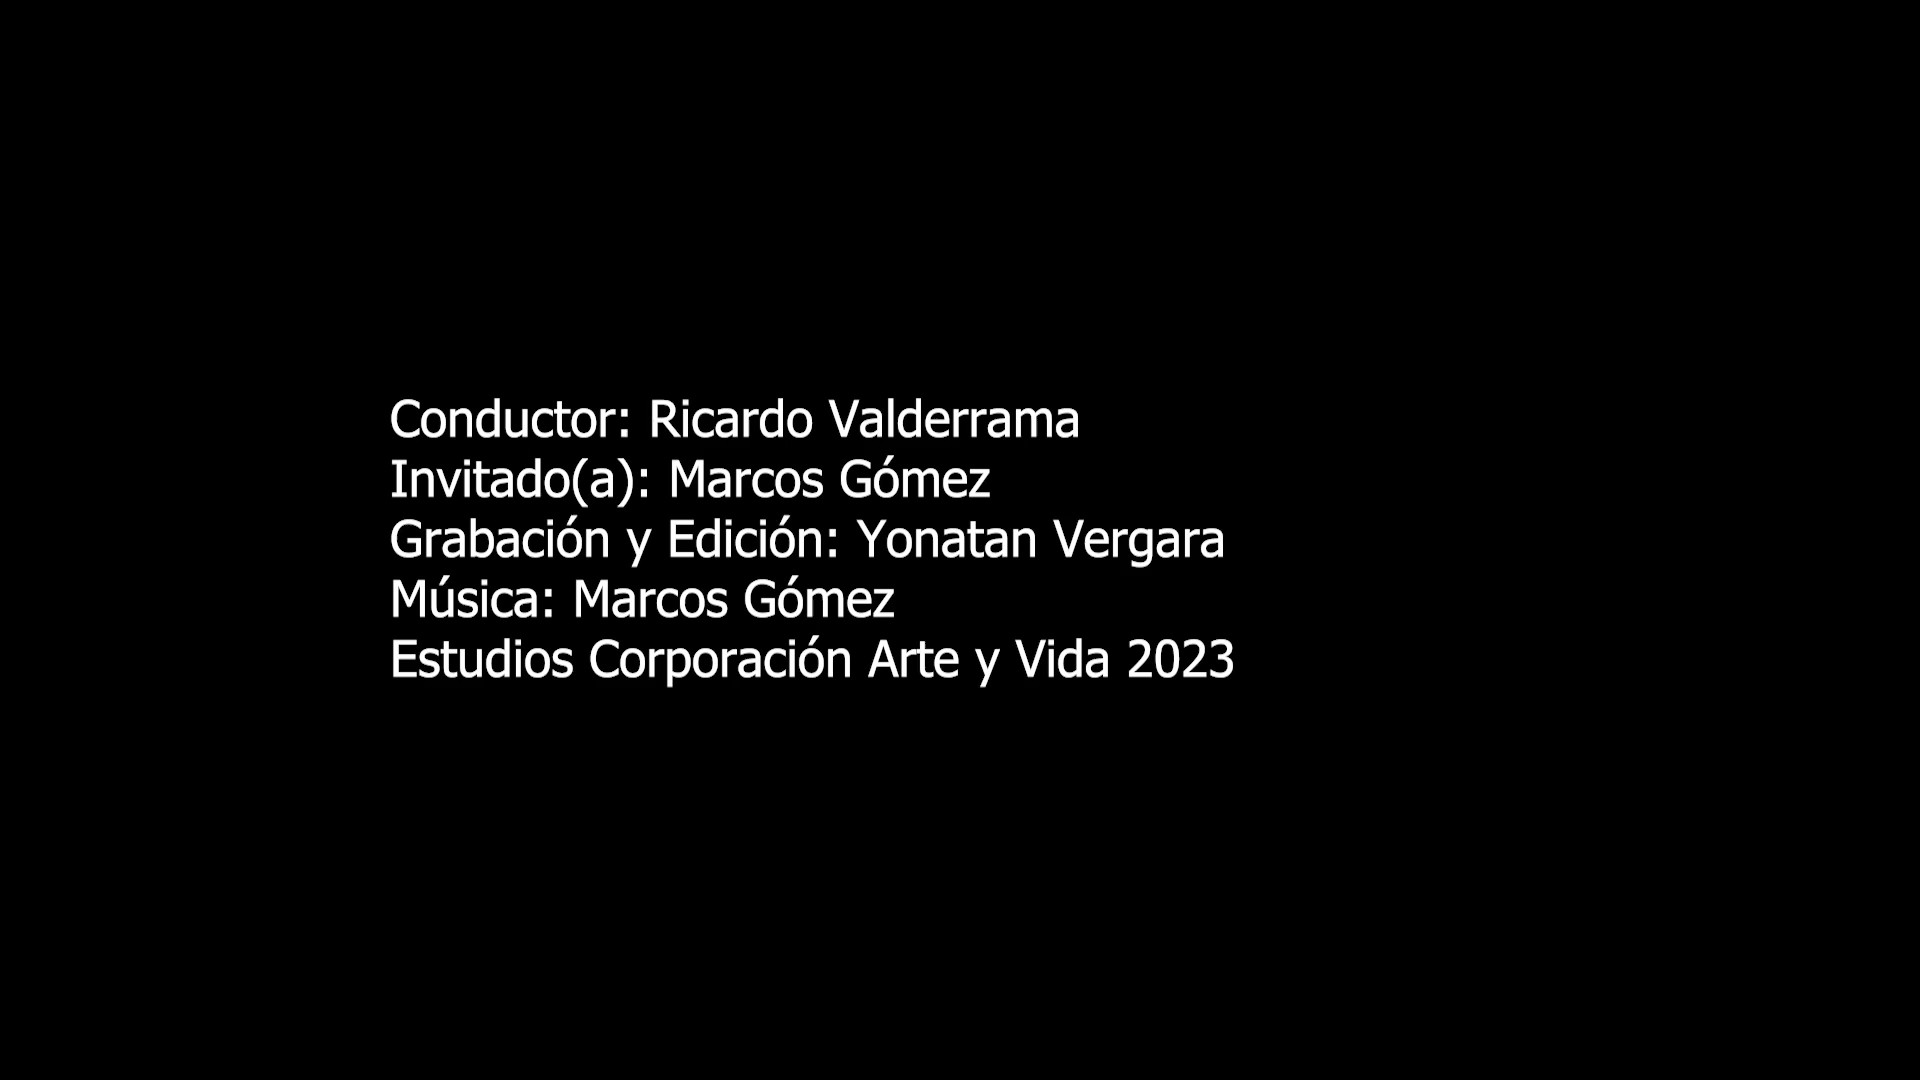 Conductor: Ricardo Valderrama
Invitado(a): Marcos Gómez
Grabación y Edición: Yonatan Vergara
Música: Marcos Gómez
Estudios Corporación Arte y Vida 2023